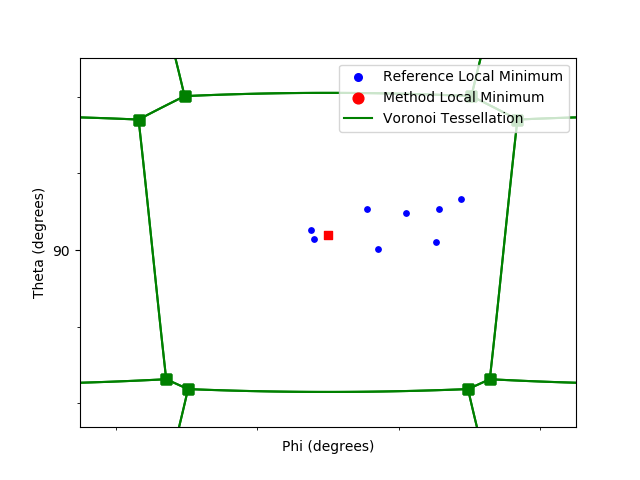 Reference Local Minimum
Method Local Minimum
Voronoi Tessellation
Theta (degrees)
90
Phi (degrees)